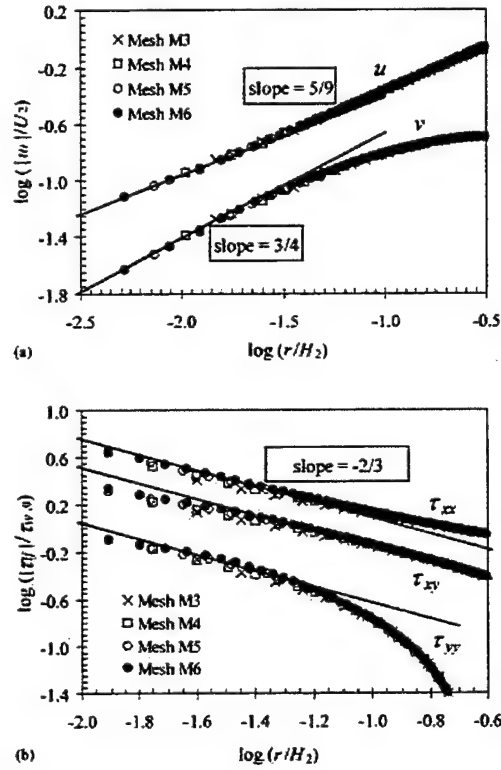 0.2
-0.2
-0.6
-1.0
-1.4
-1.8
log (|u_i|/U2)
× Mesh M3
□ Mesh M4
○ Mesh M5
● Mesh M6
slope = 5/9
u
v
slope = 3/4
-2.5 -2.0 -1.5 -1.0 -0.5
(a)
log (r/H2)
1.0
0.6
0.2
-0.2
-0.6
-1.0
-1.4
slope = -2/3
τxx
τxy
τyy
× Mesh M3
□ Mesh M4
○ Mesh M5
● Mesh M6
-2.0 -1.8 -1.6 -1.4 -1.2 -1.0 -0.8 -0.6
(b)
log (r/H2)